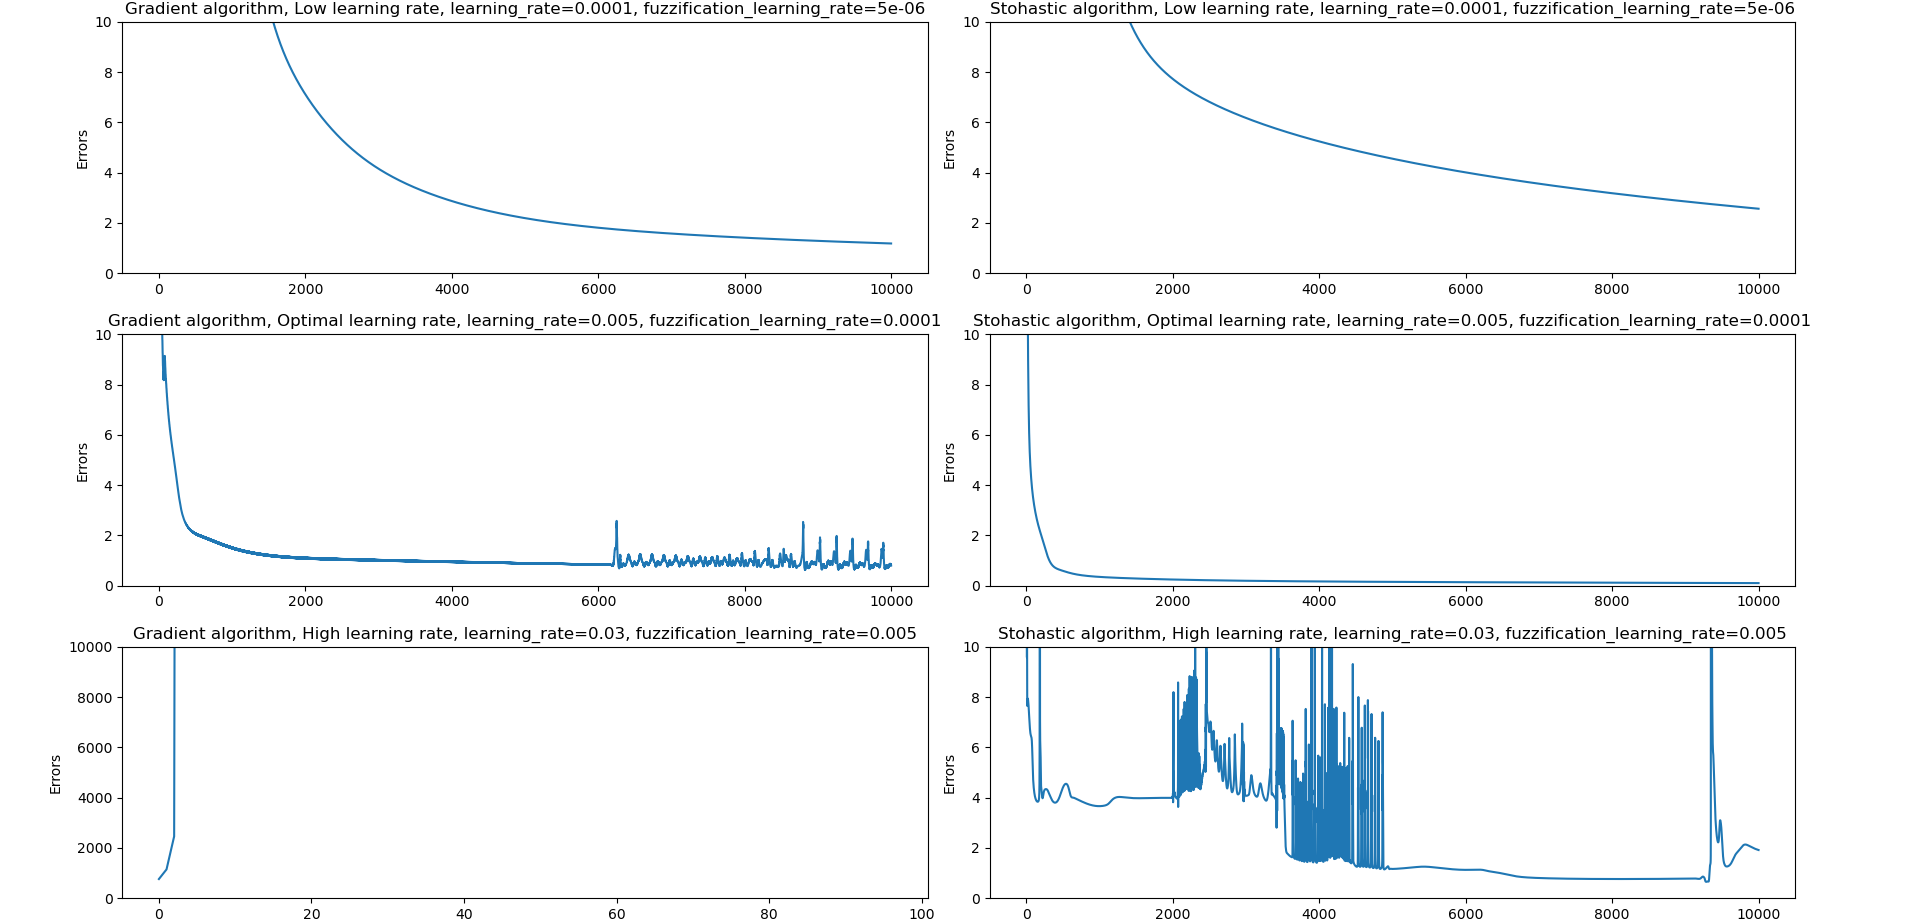 Gradient algorithm, Low learning rate, learning_rate=0.0001, fuzzification_learning_rate=5e-06
10
8
6
4
2
0
Errors
0 2000 4000 6000 8000 10000
Stohastic algorithm, Low learning rate, learning_rate=0.0001, fuzzification_learning_rate=5e-06
10
8
6
4
2
0
Errors
0 2000 4000 6000 8000 10000
Gradient algorithm, Optimal learning rate, learning_rate=0.005, fuzzification_learning_rate=0.0001
10
8
6
4
2
0
Errors
0 2000 4000 6000 8000 10000
Stohastic algorithm, Optimal learning rate, learning_rate=0.005, fuzzification_learning_rate=0.0001
10
8
6
4
2
0
Errors
0 2000 4000 6000 8000 10000
Gradient algorithm, High learning rate, learning_rate=0.03, fuzzification_learning_rate=0.005
10000
8000
6000
4000
2000
0
Errors
0 20 40 60 80 100
Stohastic algorithm, High learning rate, learning_rate=0.03, fuzzification_learning_rate=0.005
10
8
6
4
2
0
Errors
0 2000 4000 6000 8000 10000